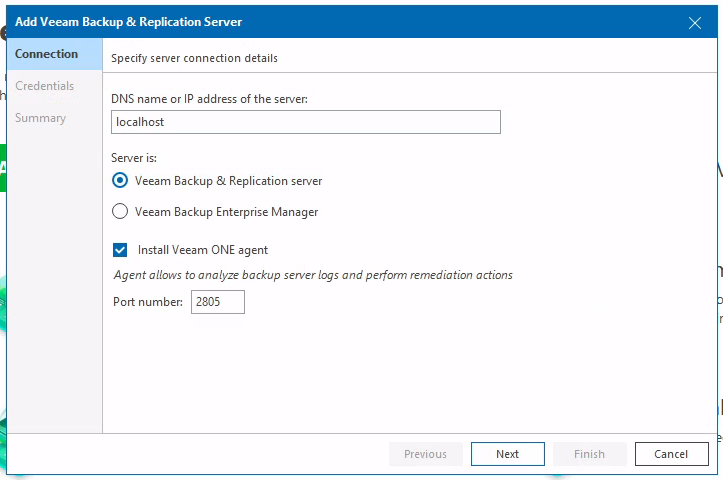 Add Veeam Backup & Replication Server
Connection
Credentials
Summary
Specify server connection details
DNS name or IP address of the server:
localhost
Server is:
Veeam Backup & Replication server
Veeam Backup Enterprise Manager
Install Veeam ONE agent
Agent allows to analyze backup server logs and perform remediation actions
Port number: 2805
Previous Next Finish Cancel